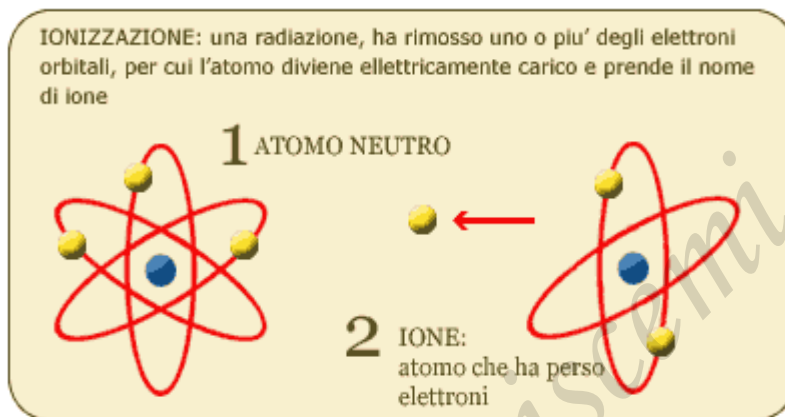 IONIZZAZIONE: una radiazione, ha rimosso uno o piu' degli elettroni
orbitali, per cui l'atomo diviene ellettricamente carico e prende il nome
di ione
1 ATOMO NEUTRO
2 IONE:
atomo che ha perso
elettroni